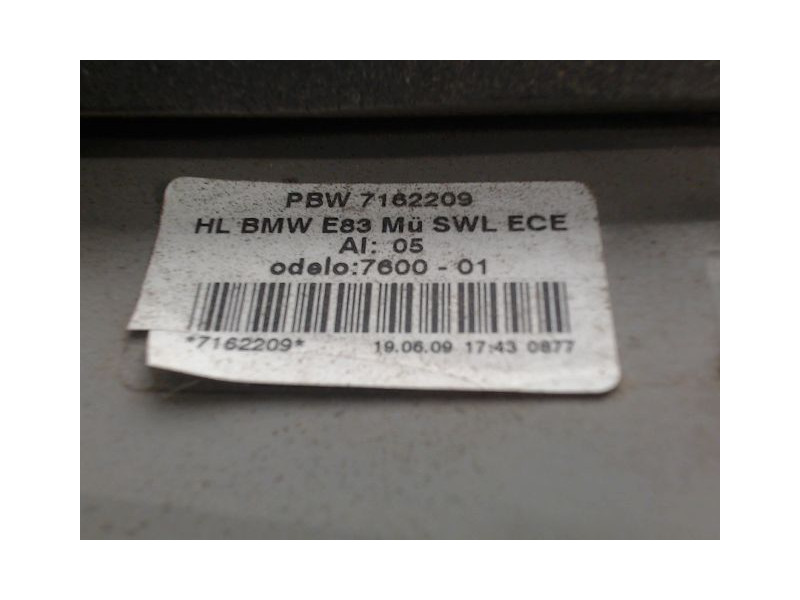 PBW 7162209
HL BMW E83 Mü SWL ECE
AI: 05
odelo:7600 - 01
*7162209* 19.06.09 17:43 0877